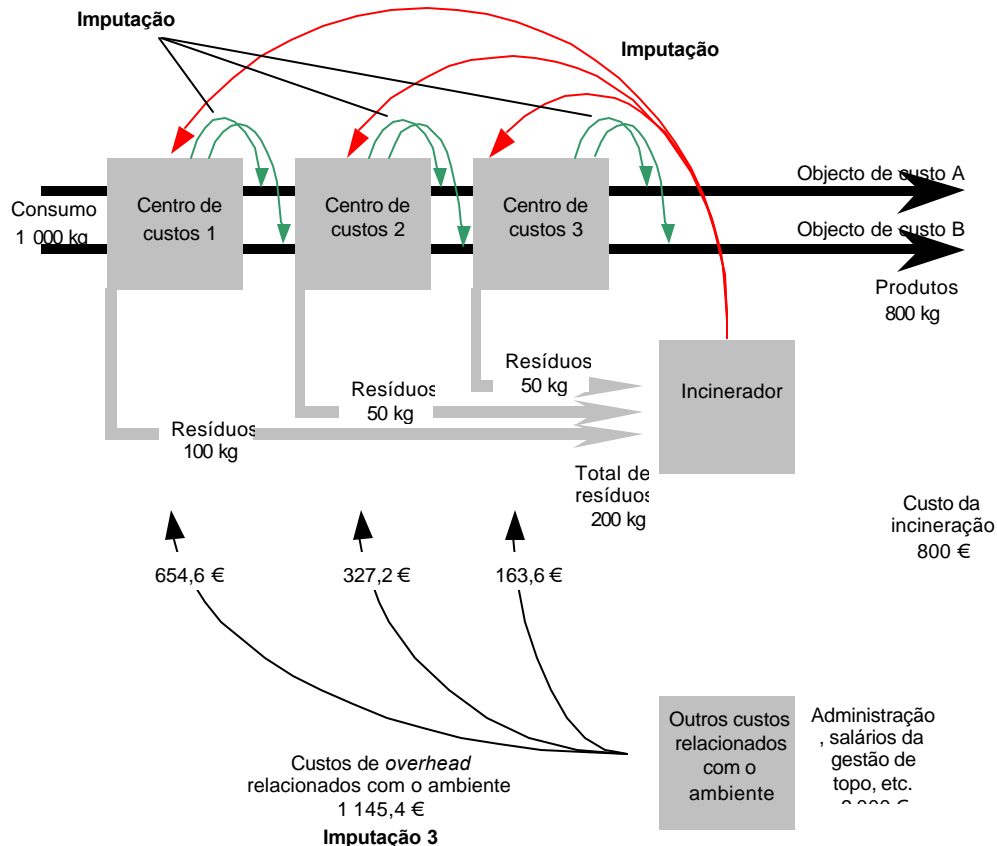 Imputação
Imputação
Objecto de custo A
Consumo
1 000 kg
Centro de
custos 1
Centro de
custos 2
Centro de
custos 3
Objecto de custo B
Produtos
800 kg
Resíduos
50 kg
Resíduos
50 kg
Resíduos
100 kg
Incinerador
Total de
resíduos
200 kg
Custo da
incineração
800 €
654,6 €
327,2 €
163,6 €
Outros custos
relacionados
com o
ambiente
Administração
, salários da
gestão de
topo, etc.
Custos de overhead
relacionados com o ambiente
1 145,4 €
Imputação 3